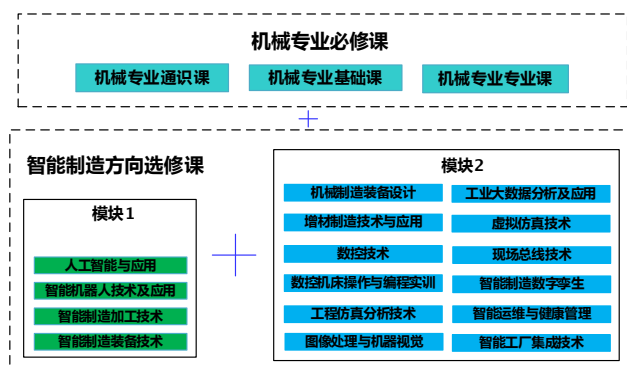 机械专业必修课
机械专业通识课 机械专业基础课 机械专业专业课
智能制造方向选修课
模块1
人工智能与应用
智能机器人技术及应用
智能制造加工技术
智能制造装备技术
模块2
机械制造装备设计 工业大数据分析及应用
增材制造技术与应用 虚拟仿真技术
数控技术 现场总线技术
数控机床操作与编程实训 智能制造数字孪生
工程仿真分析技术 智能运维与健康管理
图像处理与机器视觉 智能工厂集成技术